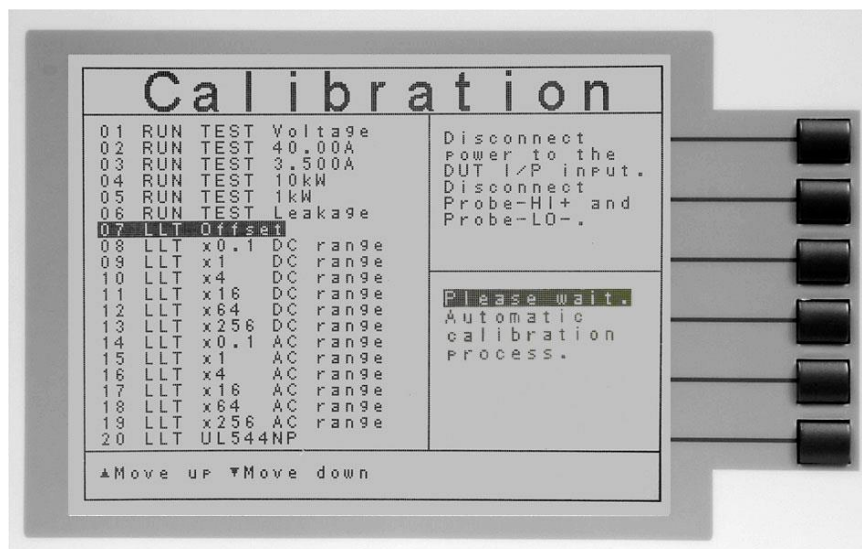 Calibration
01 RUN TEST Voltage
02 RUN TEST 40.00A
03 RUN TEST 3.500A
04 RUN TEST 10kW
05 RUN TEST 1kW
06 RUN TEST Leakage
07 LLT Offset
08 LLT x0.1 DC range
09 LLT x1 DC range
10 LLT x4 DC range
11 LLT x16 DC range
12 LLT x64 DC range
13 LLT x256 DC range
14 LLT x0.1 AC range
15 LLT x1 AC range
16 LLT x4 AC range
17 LLT x16 AC range
18 LLT x64 AC range
19 LLT x256 AC range
20 LLT UL544NP
Disconnect
power to the
DUT I/P input.
Disconnect
Probe-HI+ and
Probe-LO-.
Please wait.
Automatic
calibration
process.
▲Move up ▼Move down